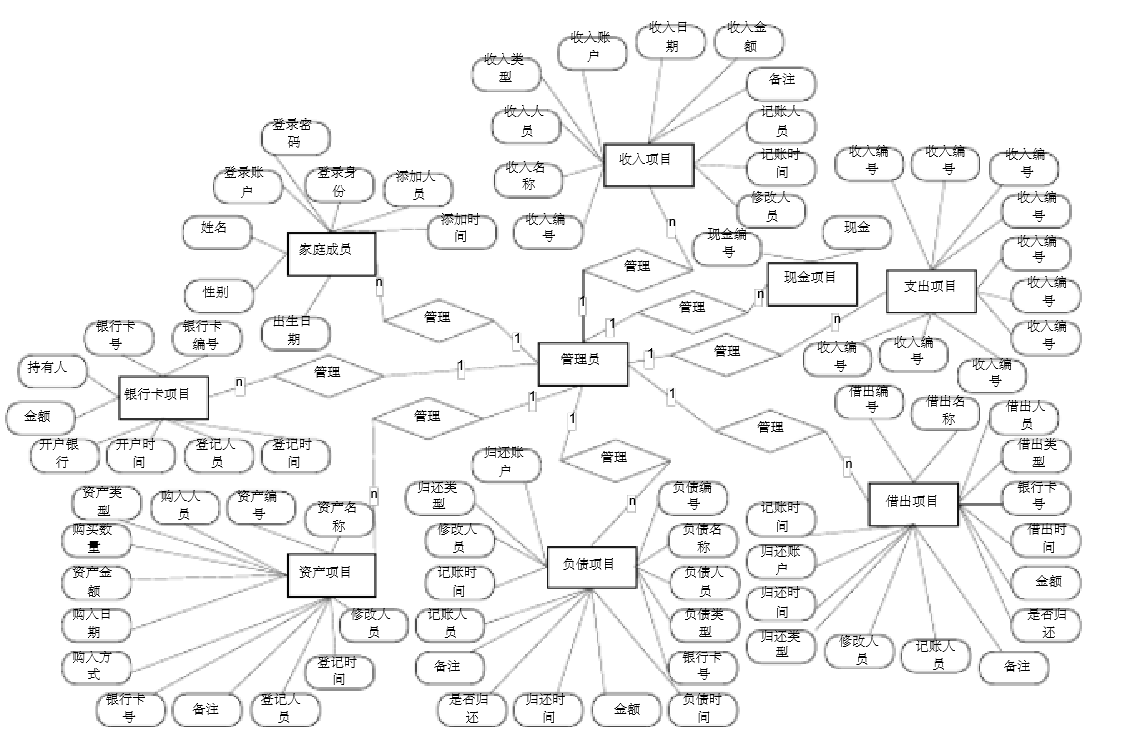 收入账
户
收入日
期
收入金
额
收入类
型
备注
收入人
员
记账人
员
收入项目
收入名
称
记账时
间
收入编
号
修改人
员
登录密
码
登录账
户
登录身
份
添加人
员
添加时
间
姓名
家庭成员
性别
出生日
期
n
管理
1
n
管理
1
现金编
号
现金
现金项目
n
管理
1
收入编
号
收入编
号
收入编
号
收入编
号
收入编
号
收入编
号
收入编
号
支出项目
收入编
号
收入编
号
收入编
号
n
管理
1
管理员
银行卡
号
银行卡
编号
持有人
银行卡项目
金额
开户银
行
开户时
间
登记人
员
登记时
间
n
管理
1
管理
1
n
1
管理
n
1
管理
n
资产类
型
购入人
员
资产编
号
资产名
称
购买数
量
资产金
额
资产项目
购入日
期
修改人
员
购入方
式
登记时
间
银行卡
号
备注
登记人
员
归还账
户
归还类
型
修改人
员
记账时
间
记账人
员
备注
是否归
还
归还时
间
金额
负债时
间
负债项目
负债编
号
负债名
称
负债人
员
负债类
型
银行卡
号
借出编
号
借出名
称
借出人
员
借出类
型
银行卡
号
借出时
间
金额
是否归
还
借出项目
记账时
间
归还账
户
归还时
间
归还类
型
修改人
员
记账人
员
备注